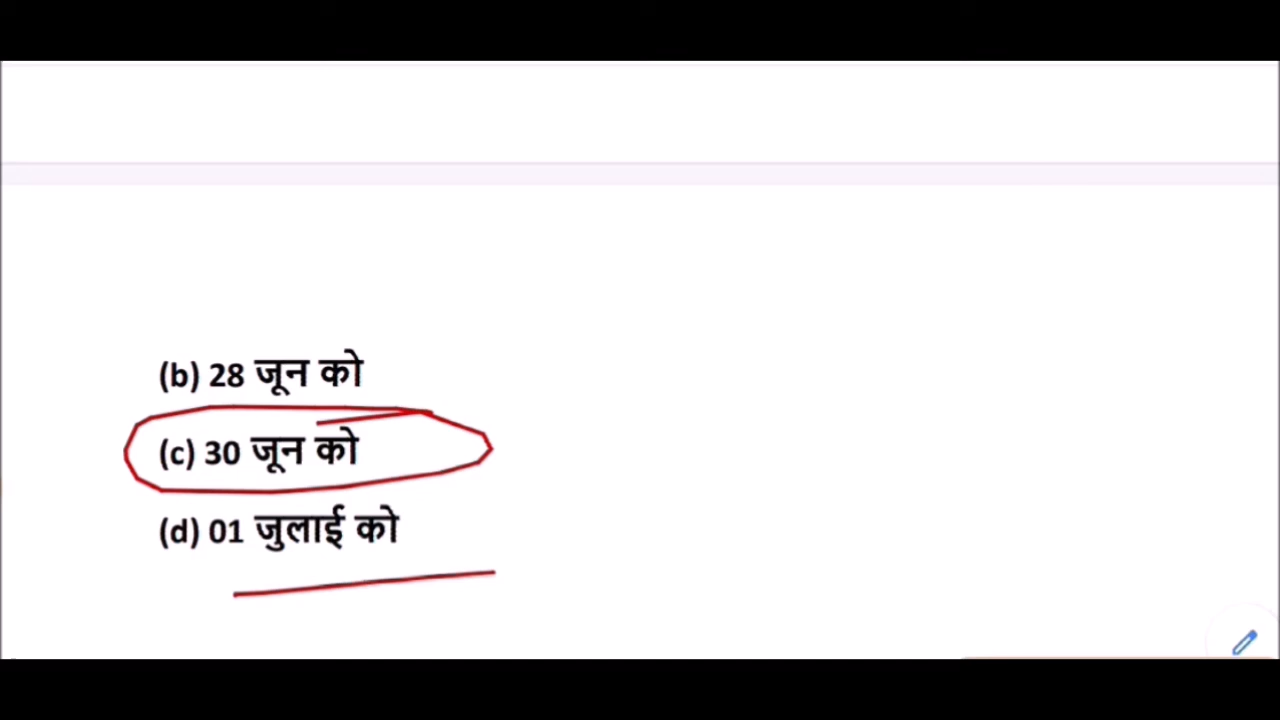 (b) 28 जून को
(c) 30 जून को
(d) 01 जुलाई को